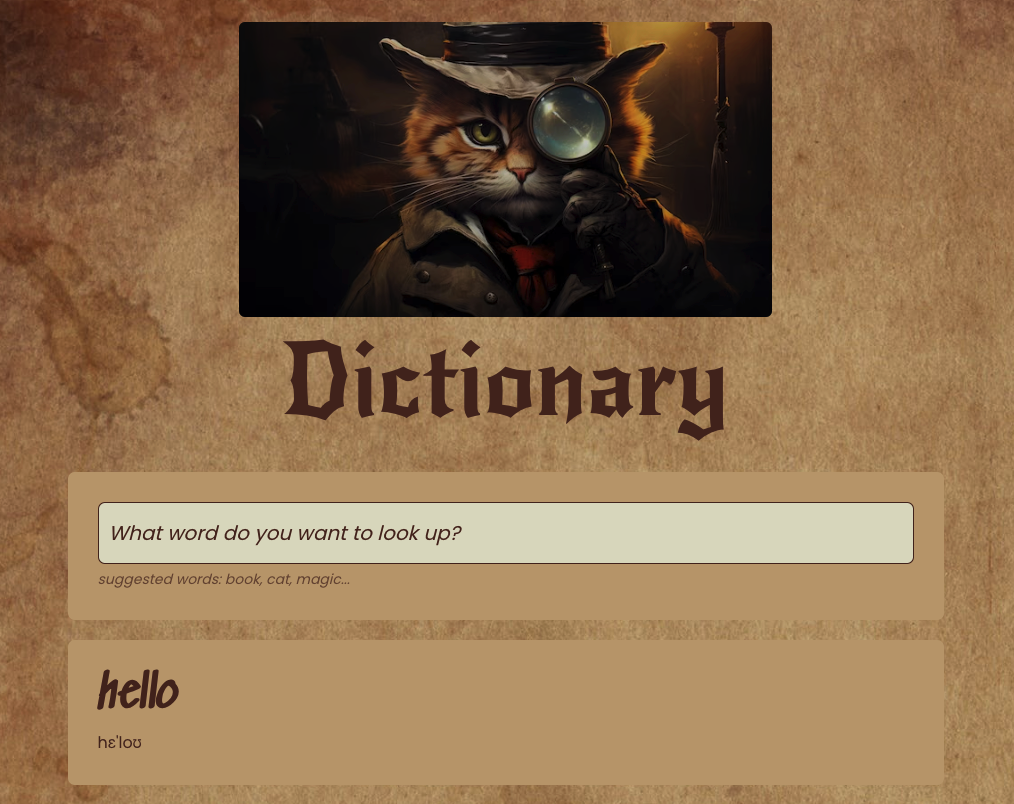 Dictionary
What word do you want to look up?
suggested words: book, cat, magic...
hello
hɛˈloʊ